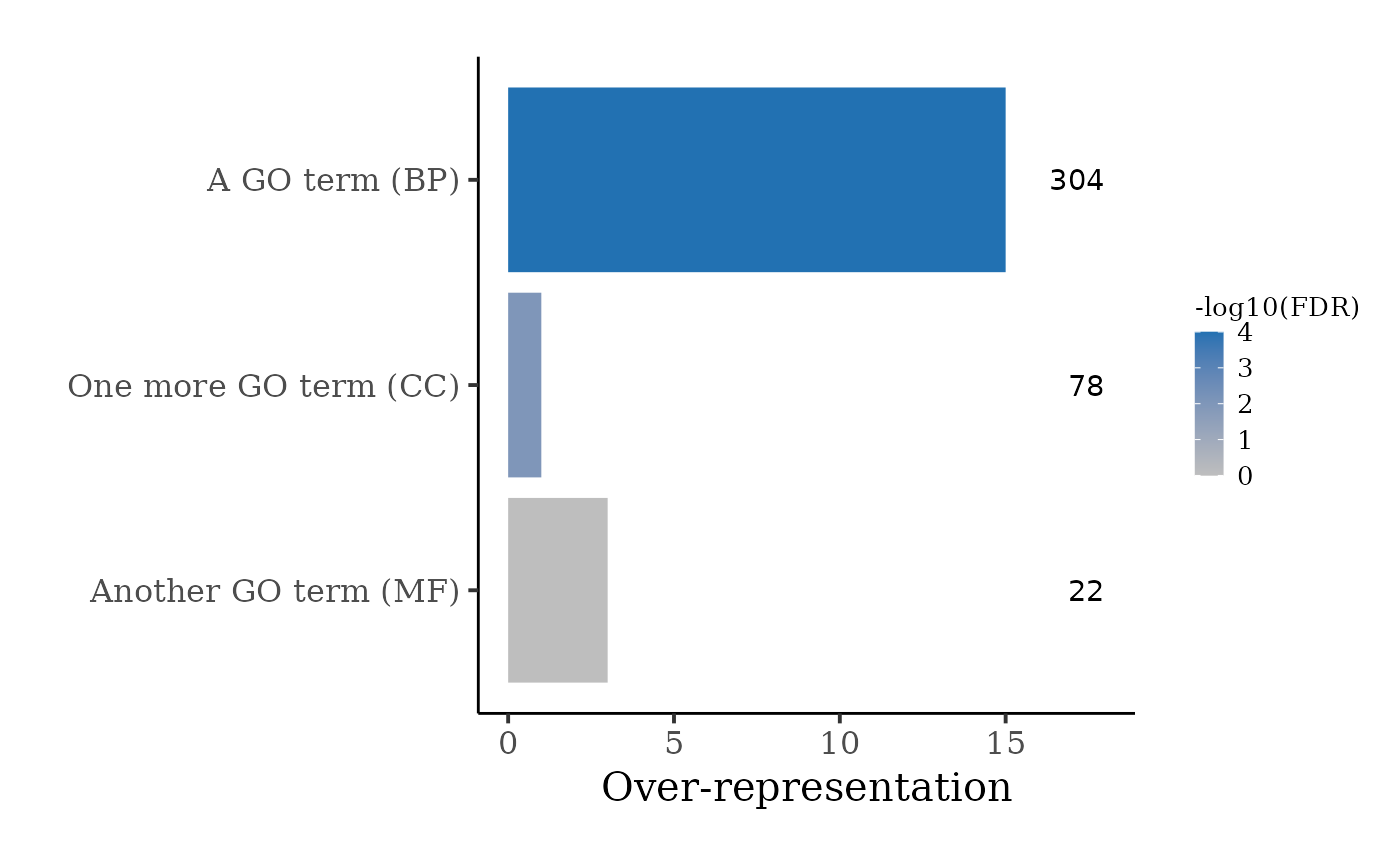 A GO term (BP)
304
One more GO term (CC)
78
Another GO term (MF)
22
0
5
10
15
Over-representation
-log10(FDR)
4
3
2
1
0